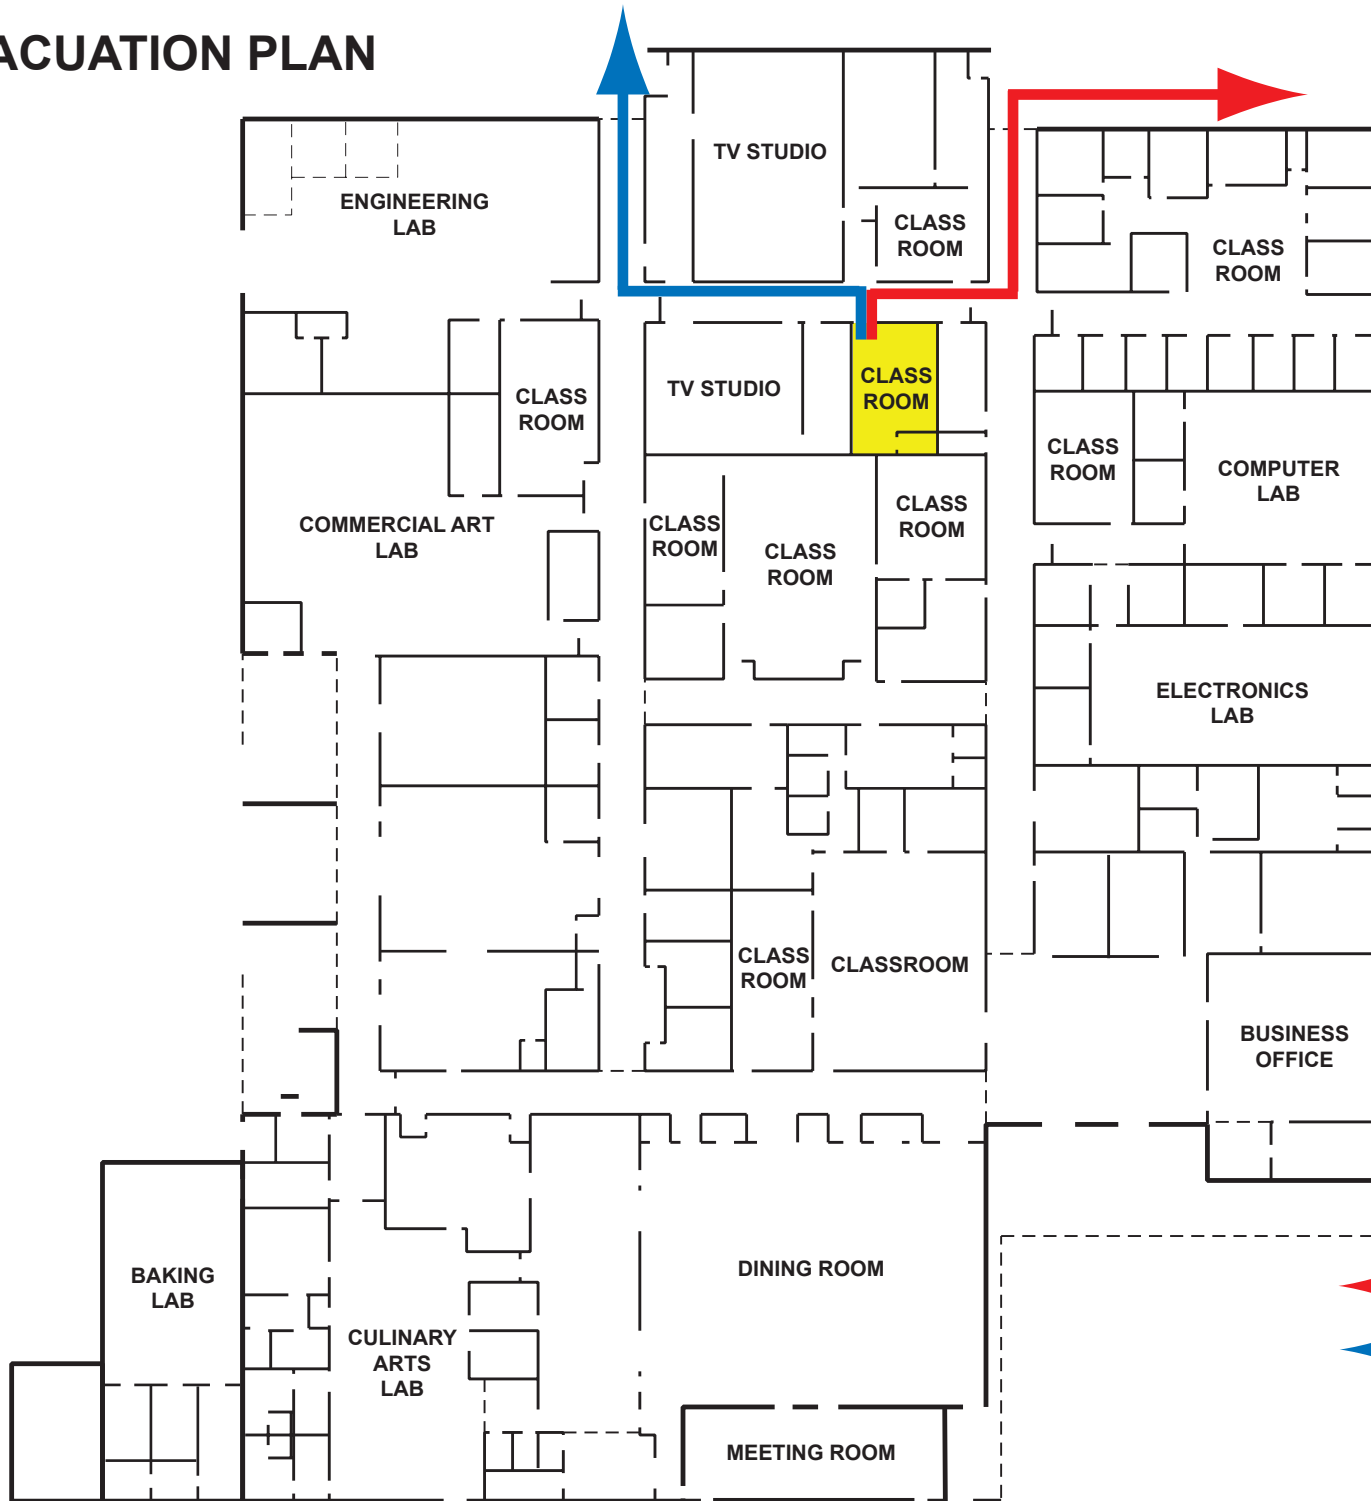 ACUATION PLAN
TV STUDIO
ENGINEERING
LAB
CLASS
ROOM
CLASS
ROOM
TV STUDIO
CLASS
ROOM
CLASS
ROOM
CLASS
ROOM
COMPUTER
LAB
COMMERCIAL ART
LAB
CLASS
ROOM
CLASS
ROOM
CLASS
ROOM
ELECTRONICS
LAB
CLASS
ROOM
CLASSROOM
BUSINESS
OFFICE
BAKING
LAB
DINING ROOM
CULINARY
ARTS
LAB
MEETING ROOM